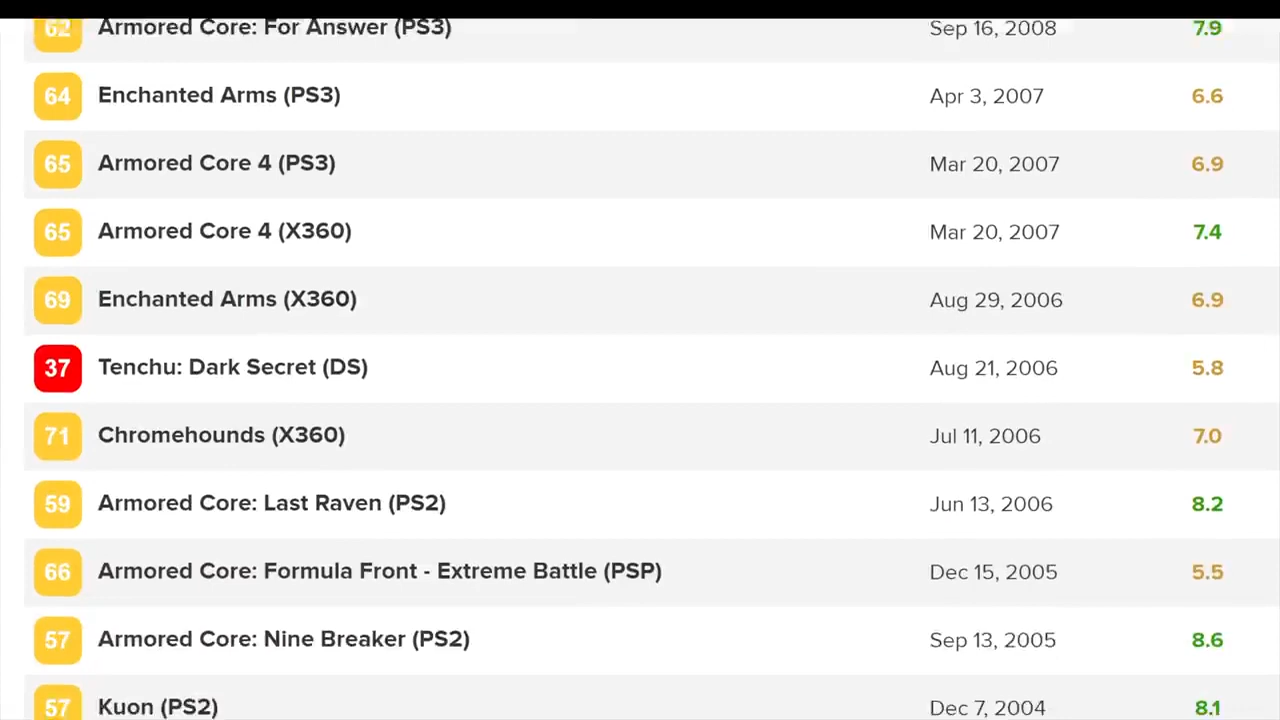 62 Armored Core: For Answer (PS3) Sep 16, 2008 7.9
64 Enchanted Arms (PS3) Apr 3, 2007 6.6
65 Armored Core 4 (PS3) Mar 20, 2007 6.9
65 Armored Core 4 (X360) Mar 20, 2007 7.4
69 Enchanted Arms (X360) Aug 29, 2006 6.9
37 Tenchu: Dark Secret (DS) Aug 21, 2006 5.8
71 Chromehounds (X360) Jul 11, 2006 7.0
59 Armored Core: Last Raven (PS2) Jun 13, 2006 8.2
66 Armored Core: Formula Front - Extreme Battle (PSP) Dec 15, 2005 5.5
57 Armored Core: Nine Breaker (PS2) Sep 13, 2005 8.6
57 Kuon (PS2) Dec 7, 2004 8.1